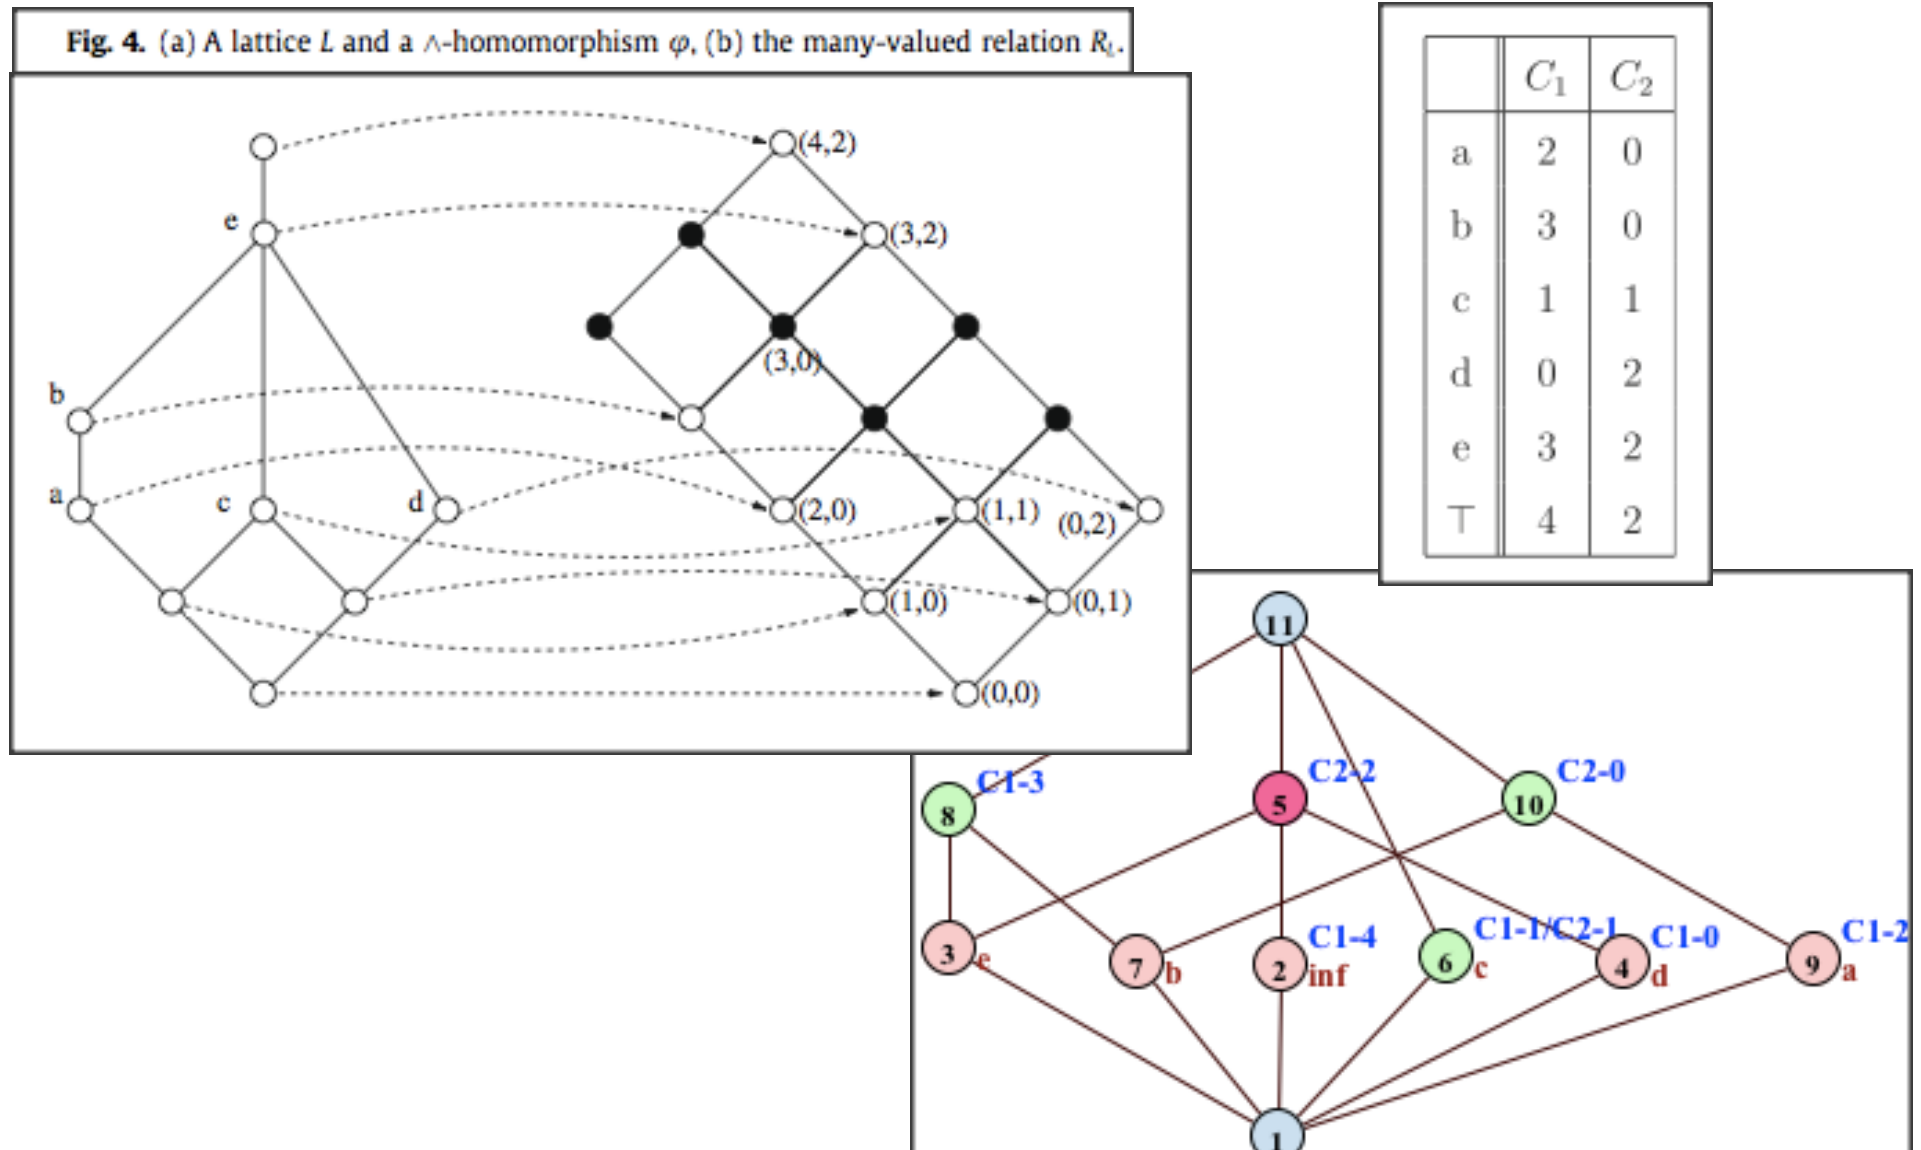 Fig. 4. (a) A lattice L and a ∧-homomorphism φ, (b) the many-valued relation R_L.
(4,2)
e
(3,2)
(3,0)
b
a
c
d
(2,0)
(1,1)
(0,2)
(1,0)
(0,1)
(0,0)
C₁ C₂
a 2 0
b 3 0
c 1 1
d 0 2
e 3 2
⊤ 4 2
11
C1-3
C2-2
C2-0
8
5
10
C1-4
C1-1/C2-1
C1-0
C1-2
3 e
7 b
2 inf
6 c
4 d
9 a
1